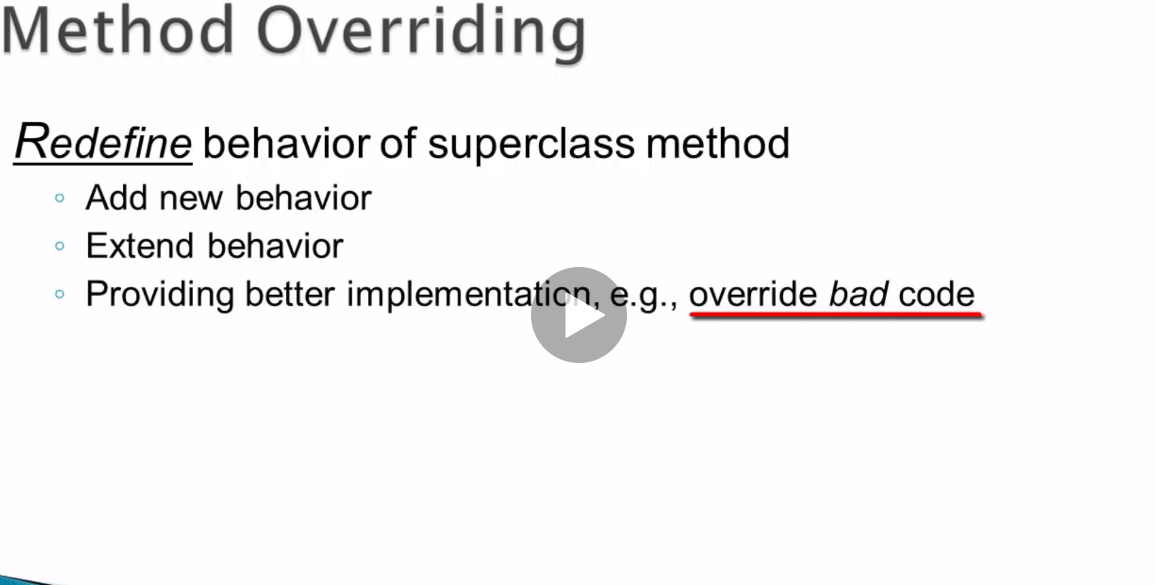 Method Overriding
Redefine behavior of superclass method
◦ Add new behavior
◦ Extend behavior
◦ Providing better implementation, e.g., override bad code